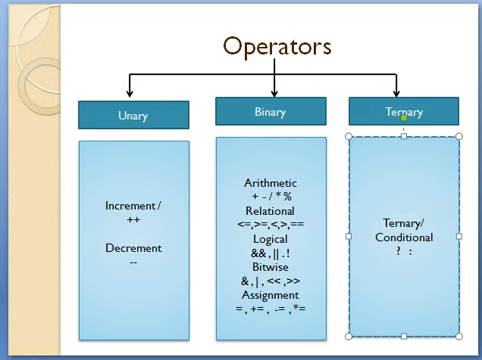 Operators
Unary
Binary
Ternary
Increment /
++
Decrement
--
Arithmetic
+ - / * %
Relational
<=,>=,<,>,==
Logical
&& , || , !
Bitwise
& , | , << ,>>
Assignment
= , += , -= , *=
Ternary/
Conditional
? :